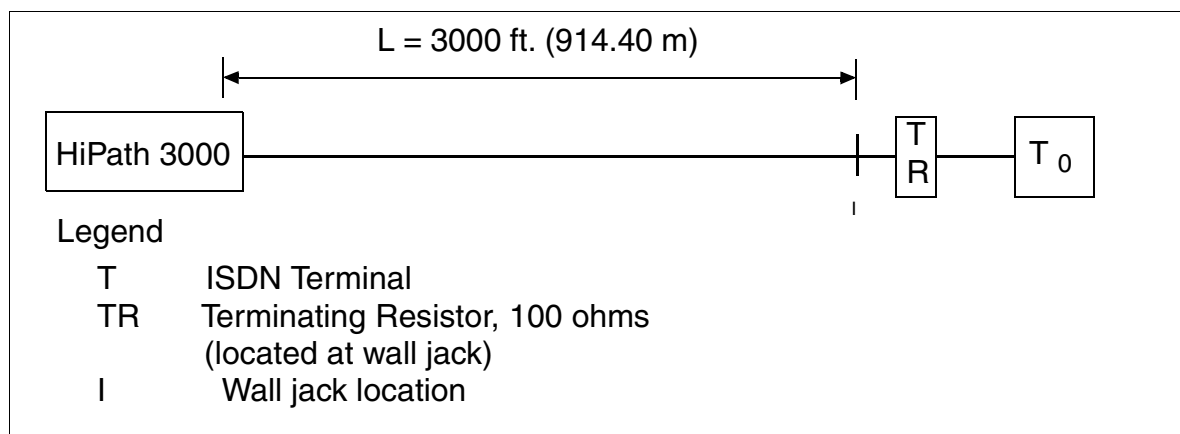 L = 3000 ft. (914.40 m)
HiPath 3000
T
R
T 0
I
Legend
T ISDN Terminal
TR Terminating Resistor, 100 ohms
(located at wall jack)
I Wall jack location